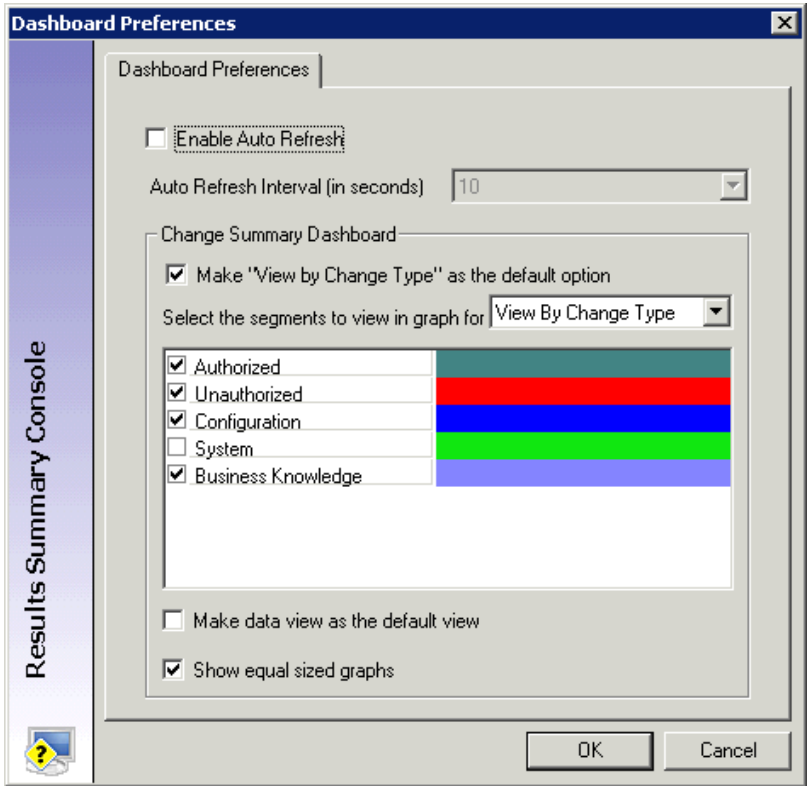 Dashboard Preferences
Dashboard Preferences
Enable Auto Refresh
Auto Refresh Interval (in seconds) 10
Change Summary Dashboard
Make "View by Change Type" as the default option
Select the segments to view in graph for View By Change Type
Authorized
Unauthorized
Configuration
System
Business Knowledge
Make data view as the default view
Show equal sized graphs
Results Summary Console
?
OK Cancel